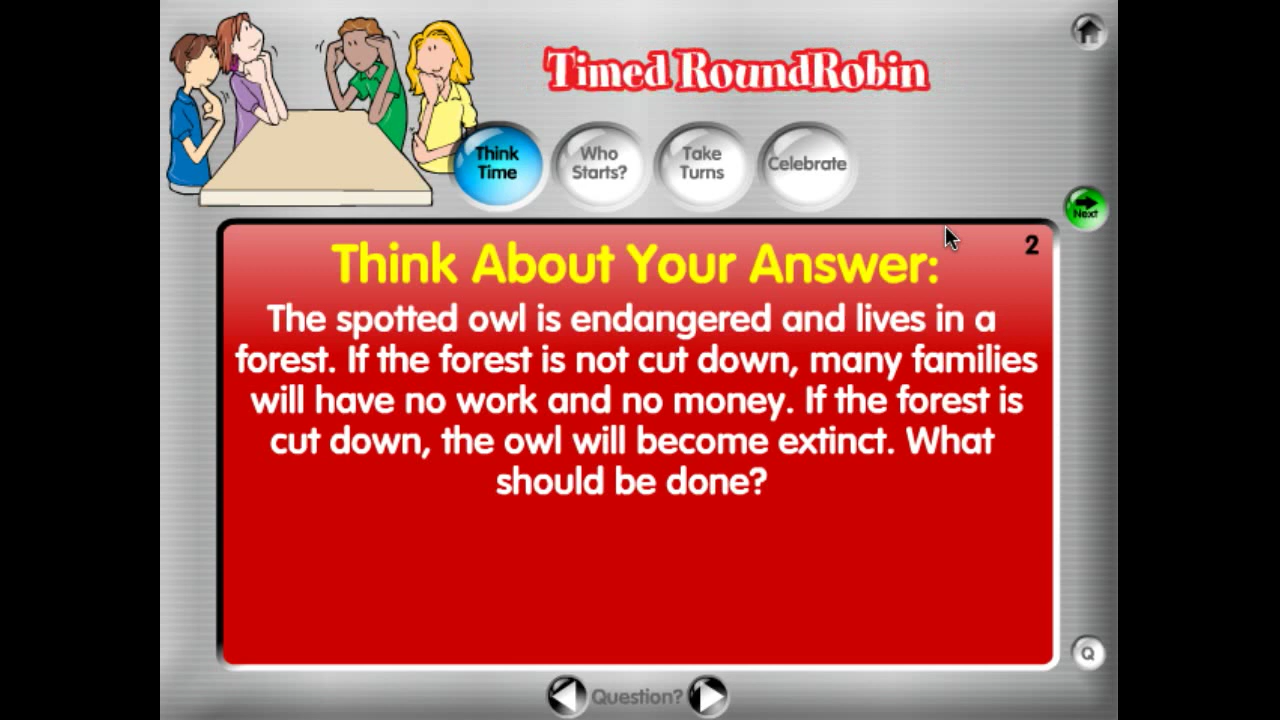 Timed RoundRobin
Think
Time
Who
Starts?
Take
Turns
Celebrate
Next
2
Think About Your Answer:
The spotted owl is endangered and lives in a
forest. If the forest is not cut down, many families
will have no work and no money. If the forest is
cut down, the owl will become extinct. What
should be done?
Q
Question?